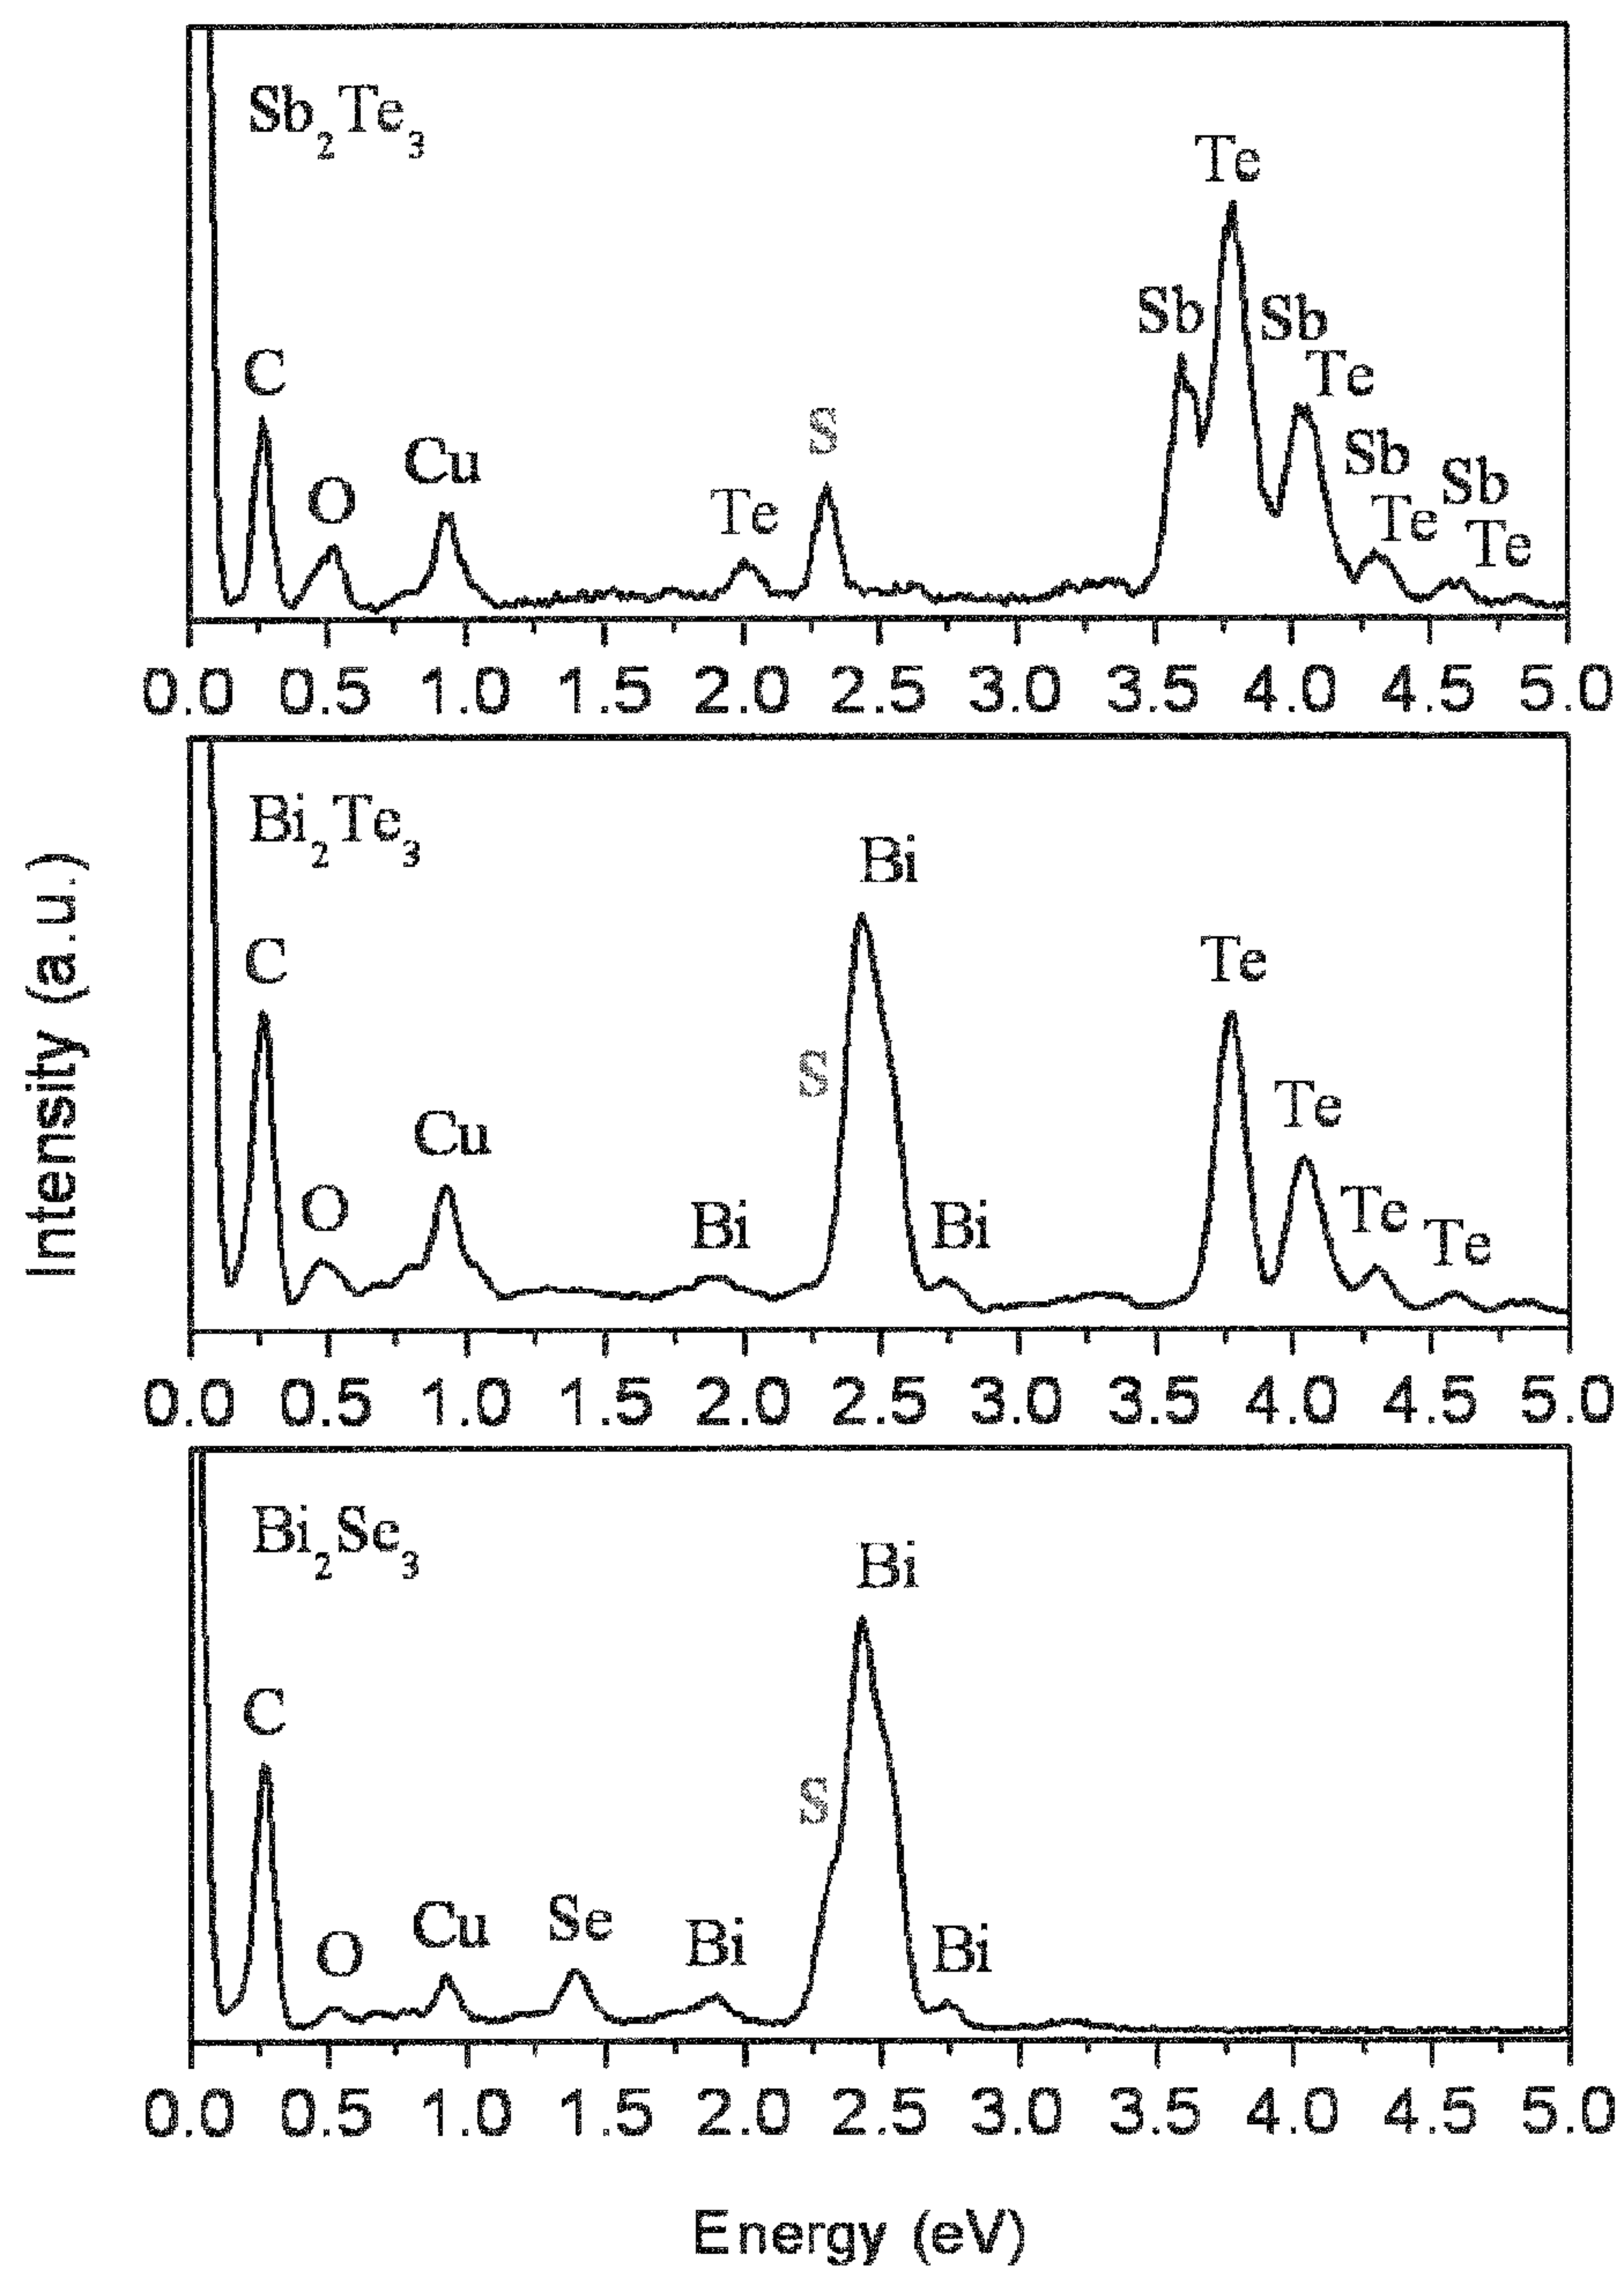 Sb2Te3
Te
Sb Sb
C Te
S
Cu Sb Sb
O Te Te Te
0.0 0.5 1.0 1.5 2.0 2.5 3.0 3.5 4.0 4.5 5.0
Bi2Te3
Bi
C Te
S
Cu Te
O Bi Bi Te Te
0.0 0.5 1.0 1.5 2.0 2.5 3.0 3.5 4.0 4.5 5.0
Bi2Se3
Bi
C
S
O Cu Se Bi Bi
0.0 0.5 1.0 1.5 2.0 2.5 3.0 3.5 4.0 4.5 5.0
Intensity (a.u.)
Energy (eV)